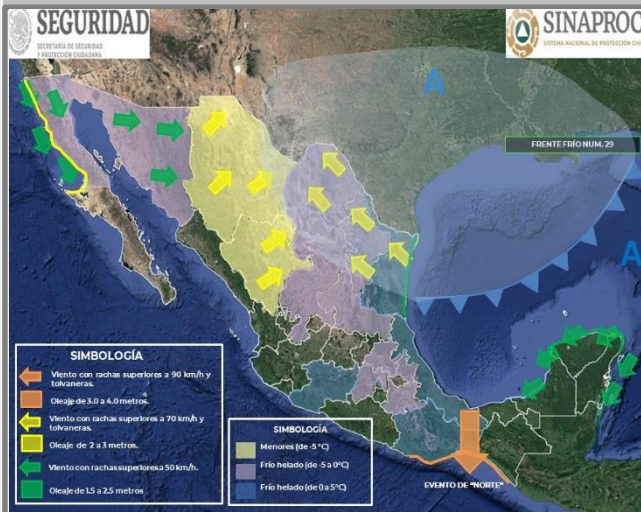 SEGURIDAD
SECRETARÍA DE SEGURIDAD
Y PROTECCIÓN CIUDADANA
SINAPROC
SISTEMA NACIONAL DE PROTECCIÓN CIV
A
FRENTE FRÍO NUM. 29
A
SIMBOLOGÍA
Viento con rachas superiores a 90 km/h y
tolvaneras.
Oleaje de 3.0 a 4.0 metros.
Viento con rachas superiores a 70 km/h y
tolvaneras.
Oleaje de 2 a 3 metros.
Viento con rachas superiores a 50 km/h.
Oleaje de 1.5 a 2.5 metros
SIMBOLOGÍA
Menores (de -5 °C)
Frío helado (de -5 a 0°C)
Frío helado (de 0 a 5°C)
EVENTO DE "NORTE"